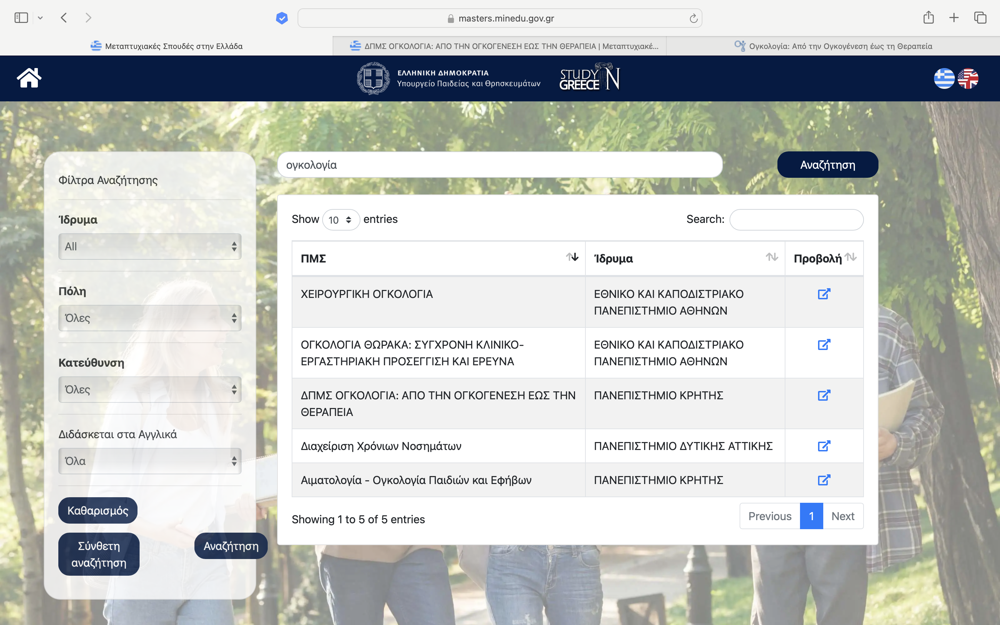 masters.minedu.gov.gr
Μεταπτυχιακές Σπουδές στην Ελλάδα
ΔΠΜΣ ΟΓΚΟΛΟΓΙΑ: ΑΠΟ ΤΗΝ ΟΓΚΟΓΕΝΕΣΗ ΕΩΣ ΤΗΝ ΘΕΡΑΠΕΙΑ | Μεταπτυχιακέ...
Ογκολογία: Από την Ογκογένεση έως τη Θεραπεία
ΕΛΛΗΝΙΚΗ ΔΗΜΟΚΡΑΤΙΑ
Υπουργείο Παιδείας και Θρησκευμάτων
STUDY IN
GREECE
ογκολογία
Αναζήτηση
Φίλτρα Αναζήτησης
Ίδρυμα
All
Πόλη
Όλες
Κατεύθυνση
Όλες
Διδάσκεται στα Αγγλικά
Όλα
Καθαρισμός
Σύνθετη
αναζήτηση
Αναζήτηση
Show 10 entries
Search:
ΠΜΣ Ίδρυμα Προβολή
ΧΕΙΡΟΥΡΓΙΚΗ ΟΓΚΟΛΟΓΙΑ
ΕΘΝΙΚΟ ΚΑΙ ΚΑΠΟΔΙΣΤΡΙΑΚΟ
ΠΑΝΕΠΙΣΤΗΜΙΟ ΑΘΗΝΩΝ
ΟΓΚΟΛΟΓΙΑ ΘΩΡΑΚΑ: ΣΥΓΧΡΟΝΗ ΚΛΙΝΙΚΟ-
ΕΡΓΑΣΤΗΡΙΑΚΗ ΠΡΟΣΕΓΓΙΣΗ ΚΑΙ ΕΡΕΥΝΑ
ΕΘΝΙΚΟ ΚΑΙ ΚΑΠΟΔΙΣΤΡΙΑΚΟ
ΠΑΝΕΠΙΣΤΗΜΙΟ ΑΘΗΝΩΝ
ΔΠΜΣ ΟΓΚΟΛΟΓΙΑ: ΑΠΟ ΤΗΝ ΟΓΚΟΓΕΝΕΣΗ ΕΩΣ ΤΗΝ
ΘΕΡΑΠΕΙΑ
ΠΑΝΕΠΙΣΤΗΜΙΟ ΚΡΗΤΗΣ
Διαχείριση Χρόνιων Νοσημάτων
ΠΑΝΕΠΙΣΤΗΜΙΟ ΔΥΤΙΚΗΣ ΑΤΤΙΚΗΣ
Αιματολογία - Ογκολογία Παιδιών και Εφήβων
ΠΑΝΕΠΙΣΤΗΜΙΟ ΚΡΗΤΗΣ
Showing 1 to 5 of 5 entries
Previous 1 Next